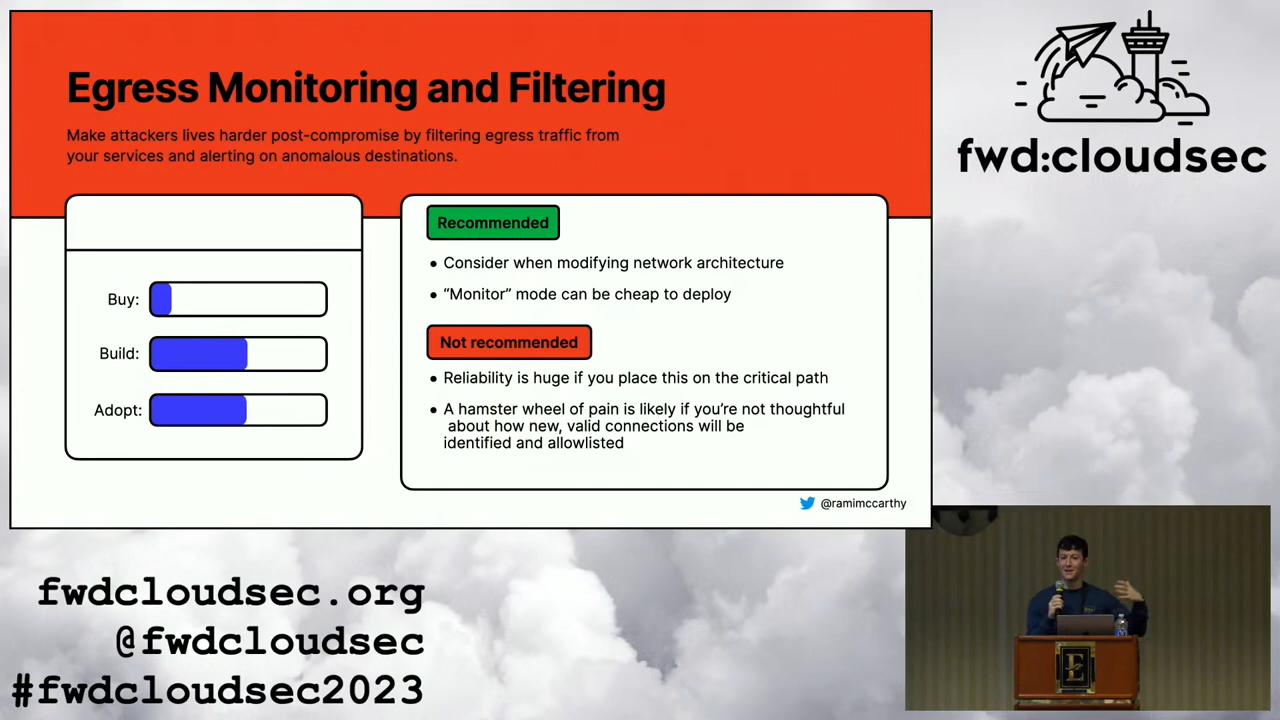 Egress Monitoring and Filtering
Make attackers lives harder post-compromise by filtering egress traffic from
your services and alerting on anomalous destinations.
Buy:
Build:
Adopt:
Recommended
• Consider when modifying network architecture
• “Monitor” mode can be cheap to deploy
Not recommended
• Reliability is huge if you place this on the critical path
• A hamster wheel of pain is likely if you’re not thoughtful
about how new, valid connections will be
identified and allowlisted
@ramimccarthy
fwd:cloudsec
fwdcloudsec.org
@fwdcloudsec
#fwdcloudsec2023
E